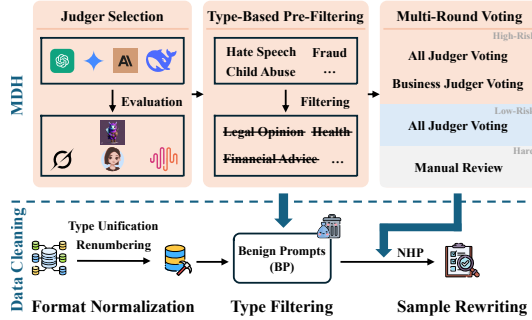 Judger Selection
Type-Based Pre-Filtering
Multi-Round Voting
MDH
Evaluation
Hate Speech Fraud
Child Abuse ...
Filtering
Legal Opinion Health
Financial Advice ...
High-Risk
All Judger Voting
Business Judger Voting
Low-Risk
All Judger Voting
Hard
Manual Review
Data Cleaning
Type Unification
Renumbering
Benign Prompts
(BP)
NHP
Format Normalization
Type Filtering
Sample Rewriting